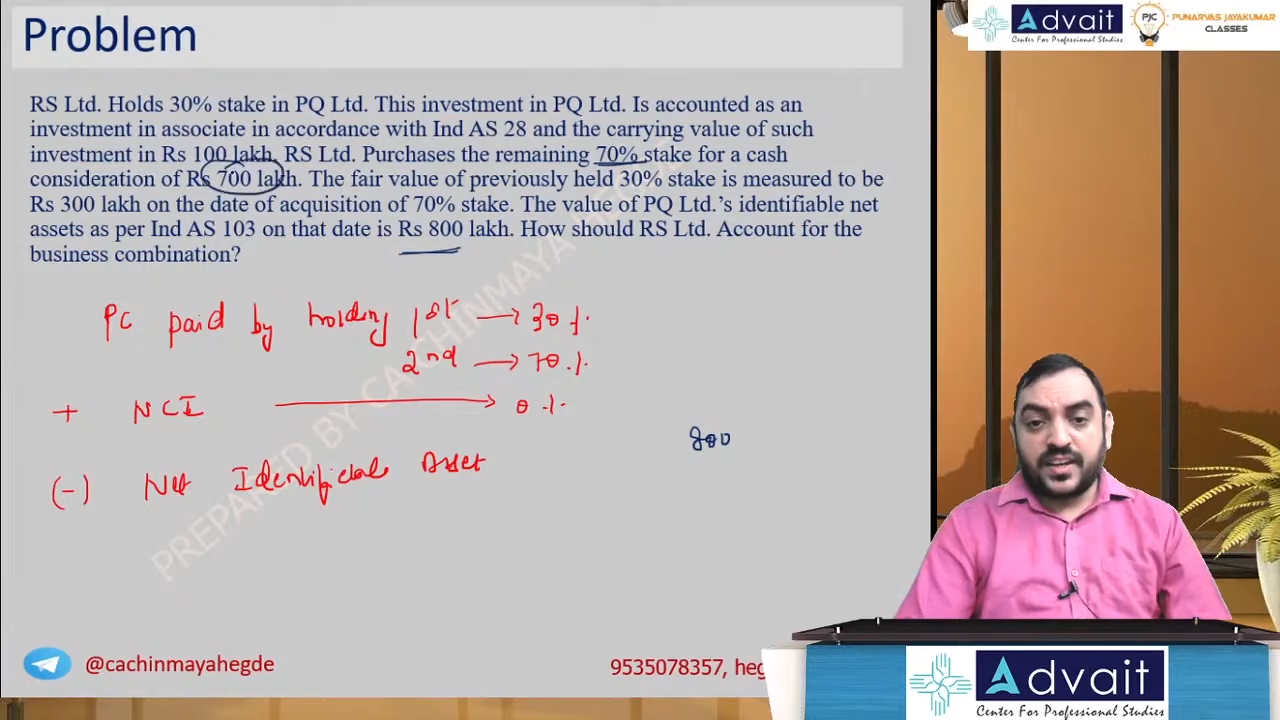 Problem
Advait
Center For Professional Studies
PJC
PUNARVAS JAYAKUMAR
CLASSES
RS Ltd. Holds 30% stake in PQ Ltd. This investment in PQ Ltd. Is accounted as an
investment in associate in accordance with Ind AS 28 and the carrying value of such
investment in Rs 100 lakh. RS Ltd. Purchases the remaining 70% stake for a cash
consideration of Rs 700 lakh. The fair value of previously held 30% stake is measured to be
Rs 300 lakh on the date of acquisition of 70% stake. The value of PQ Ltd.'s identifiable net
assets as per Ind AS 103 on that date is Rs 800 lakh. How should RS Ltd. Account for the
business combination?
PC paid by holding 1st → 30 %
2nd → 70 %
+ NCI → 0 %
800
(-) Net Identificale Asset
PREPARED BY CA CHINMAYA HEGDE
@cachinmayahegde
9535078357, heg
Advait
Center For Professional Studies